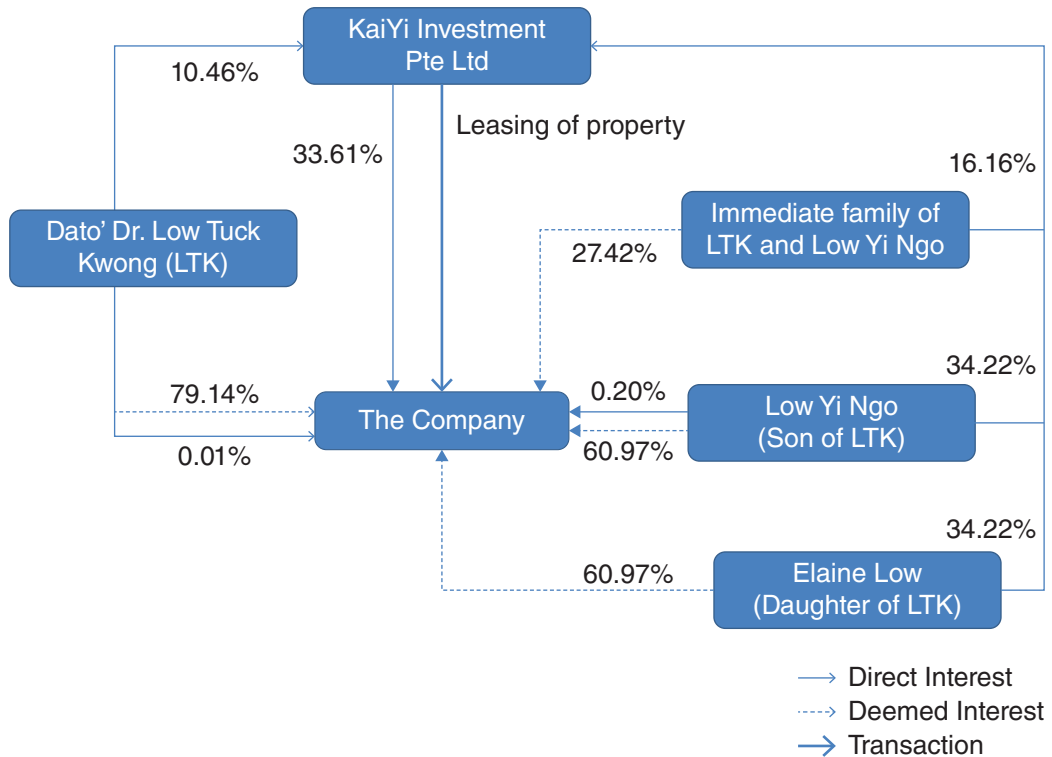 KaiYi Investment
Pte Ltd
10.46%
Leasing of property
33.61%
16.16%
Dato’ Dr. Low Tuck
Kwong (LTK)
Immediate family of
LTK and Low Yi Ngo
27.42%
34.22%
79.14%
0.20%
The Company
Low Yi Ngo
(Son of LTK)
0.01%
60.97%
34.22%
60.97%
Elaine Low
(Daughter of LTK)
Direct Interest
Deemed Interest
Transaction